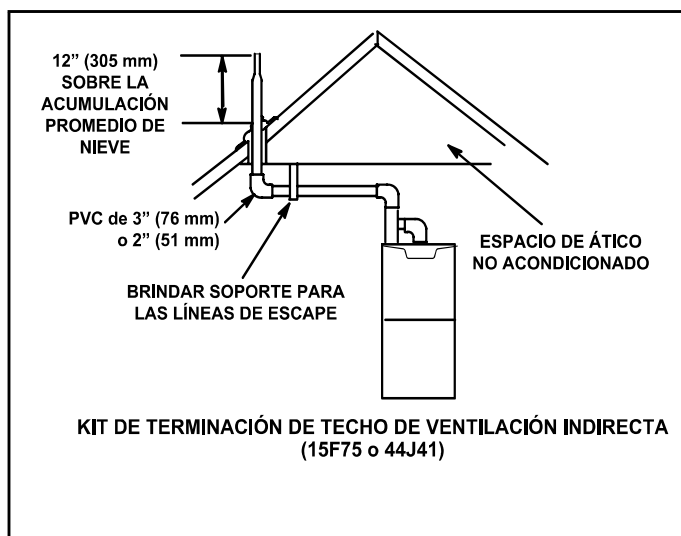 12” (305 mm)
SOBRE LA
ACUMULACIÓN
PROMEDIO DE
NIEVE
PVC de 3” (76 mm)
o 2” (51 mm)
ESPACIO DE ÁTICO
NO ACONDICIONADO
BRINDAR SOPORTE PARA
LAS LÍNEAS DE ESCAPE
KIT DE TERMINACIÓN DE TECHO DE VENTILACIÓN INDIRECTA
(15F75 o 44J41)